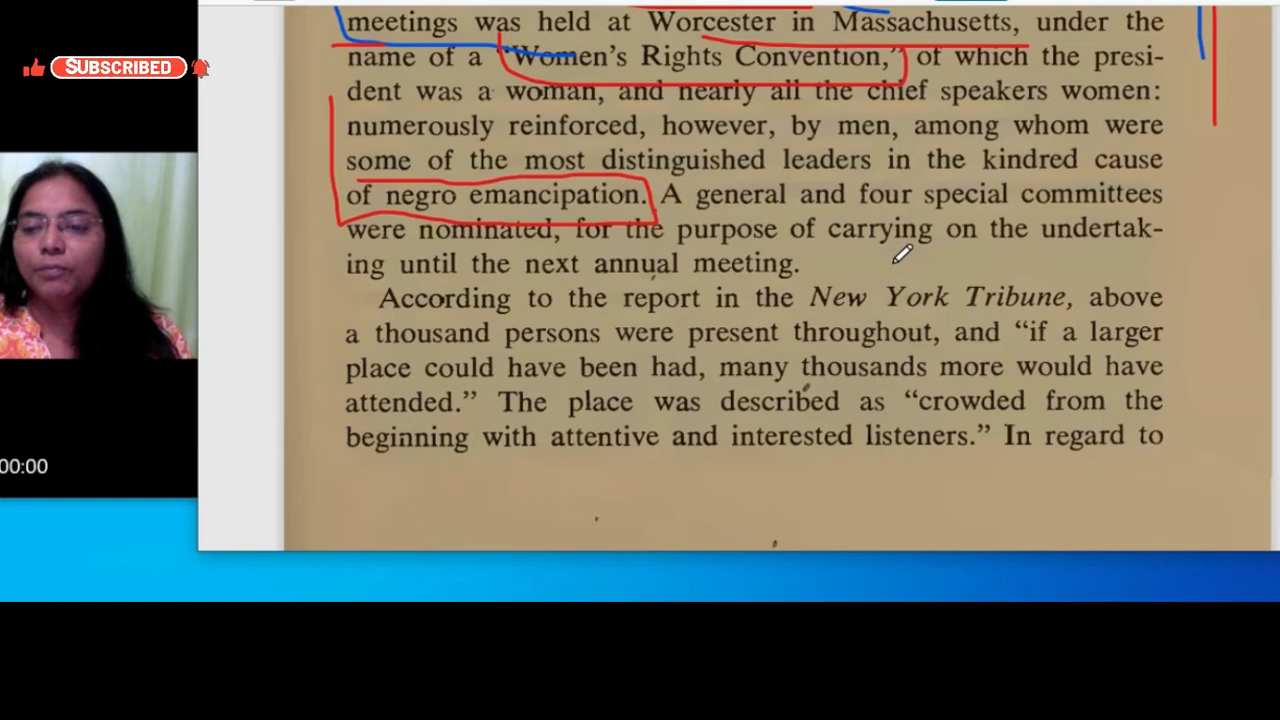 SUBSCRIBED
00:00
meetings was held at Worcester in Massachusetts, under the
name of a “Women’s Rights Convention,” of which the presi-
dent was a woman, and nearly all the chief speakers women:
numerously reinforced, however, by men, among whom were
some of the most distinguished leaders in the kindred cause
of negro emancipation. A general and four special committees
were nominated, for the purpose of carrying on the undertak-
ing until the next annual meeting.
According to the report in the New York Tribune, above
a thousand persons were present throughout, and “if a larger
place could have been had, many thousands more would have
attended.” The place was described as “crowded from the
beginning with attentive and interested listeners.” In regard to